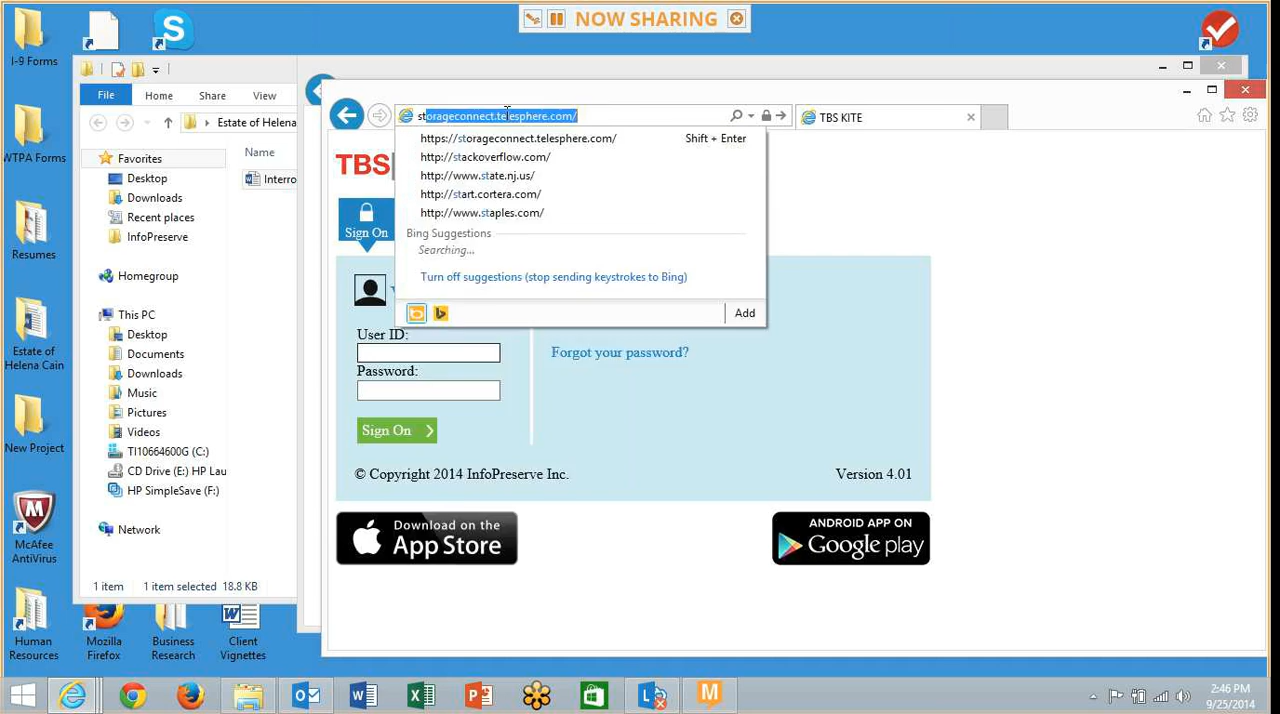 NOW SHARING
I-9 Forms
WTPA Forms
Resumes
Estate of
Helena Cain
New Project
McAfee
AntiVirus
Human
Resources
Mozilla
Firefox
Business
Research
Client
Vignettes
File Home Share View
Estate of Helena
Favorites
Desktop
Downloads
Recent places
InfoPreserve
Homegroup
This PC
Desktop
Documents
Downloads
Music
Pictures
Videos
TI10664600G (C:)
CD Drive (E:) HP Lau
HP SimpleSave (F:)
Network
Name
Interro
1 item 1 item selected 18.8 KB
storageconnect.telesphere.com/
TBS KITE
https://storageconnect.telesphere.com/ Shift + Enter
http://stackoverflow.com/
http://www.state.nj.us/
http://start.cortera.com/
http://www.staples.com/
Bing Suggestions
Searching...
Turn off suggestions (stop sending keystrokes to Bing)
Add
TBS
Sign On
User ID:
Password:
Forgot your password?
Sign On
© Copyright 2014 InfoPreserve Inc. Version 4.01
Download on the
App Store
ANDROID APP ON
Google play
2:46 PM
9/25/2014